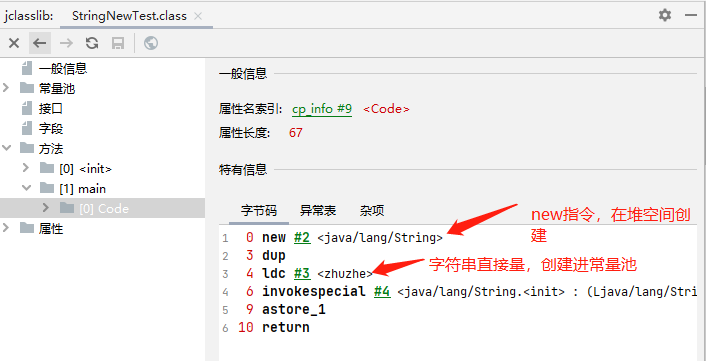 jclasslib: StringNewTest.class
一般信息
常量池
接口
字段
方法
[0] <init>
[1] main
[0] Code
属性
一般信息
属性名索引: cp_info #9 <Code>
属性长度: 67
特有信息
字节码 异常表 杂项
1 0 new #2 <java/lang/String>
2 3 dup
3 4 ldc #3 <zhuzhe>
4 6 invokespecial #4 <java/lang/String.<init> : (Ljava/lang/Stri
5 9 astore_1
6 10 return
new指令，在堆空间创
建
字符串直接量，创建进常量池